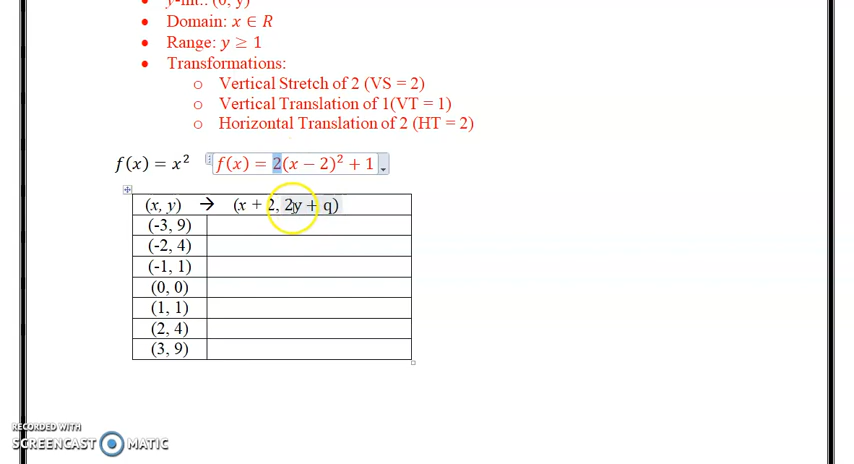 y-int.: (0, y)
Domain: x ∈ R
Range: y ≥ 1
Transformations:
Vertical Stretch of 2 (VS = 2)
Vertical Translation of 1(VT = 1)
Horizontal Translation of 2 (HT = 2)
f(x) = x² f(x) = 2(x − 2)² + 1
(x, y) → (x + 2, 2y + q)
(-3, 9)
(-2, 4)
(-1, 1)
(0, 0)
(1, 1)
(2, 4)
(3, 9)
RECORDED WITH
SCREENCAST MATIC